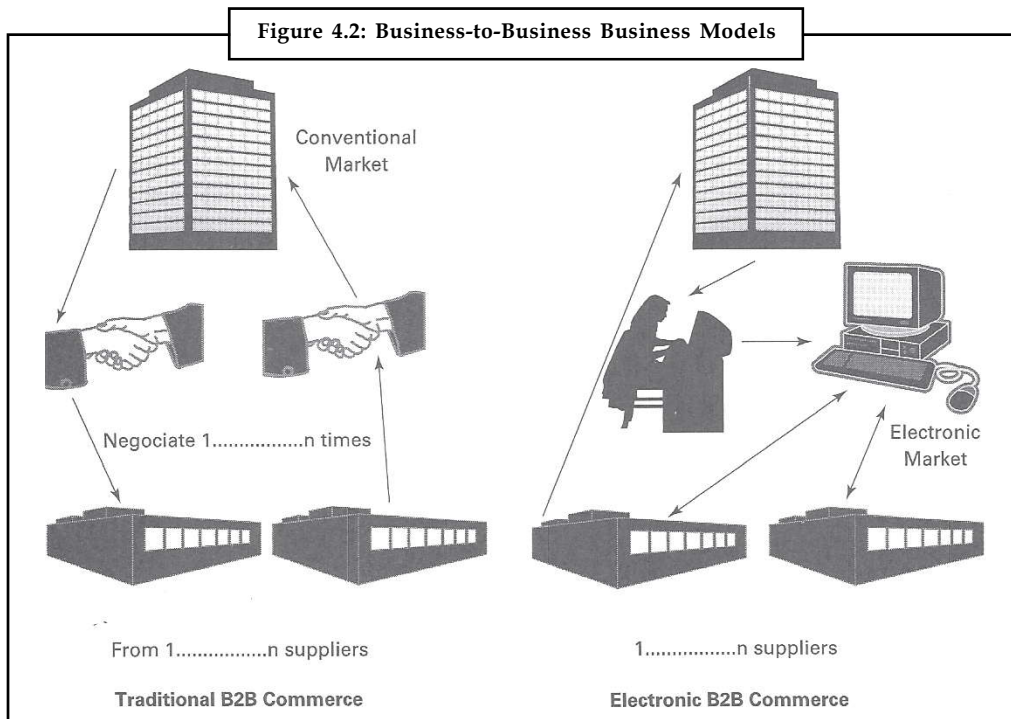 Figure 4.2: Business-to-Business Business Models
Conventional
Market
Negociate 1.................n times
From 1.................n suppliers
Traditional B2B Commerce
Electronic
Market
1.................n suppliers
Electronic B2B Commerce